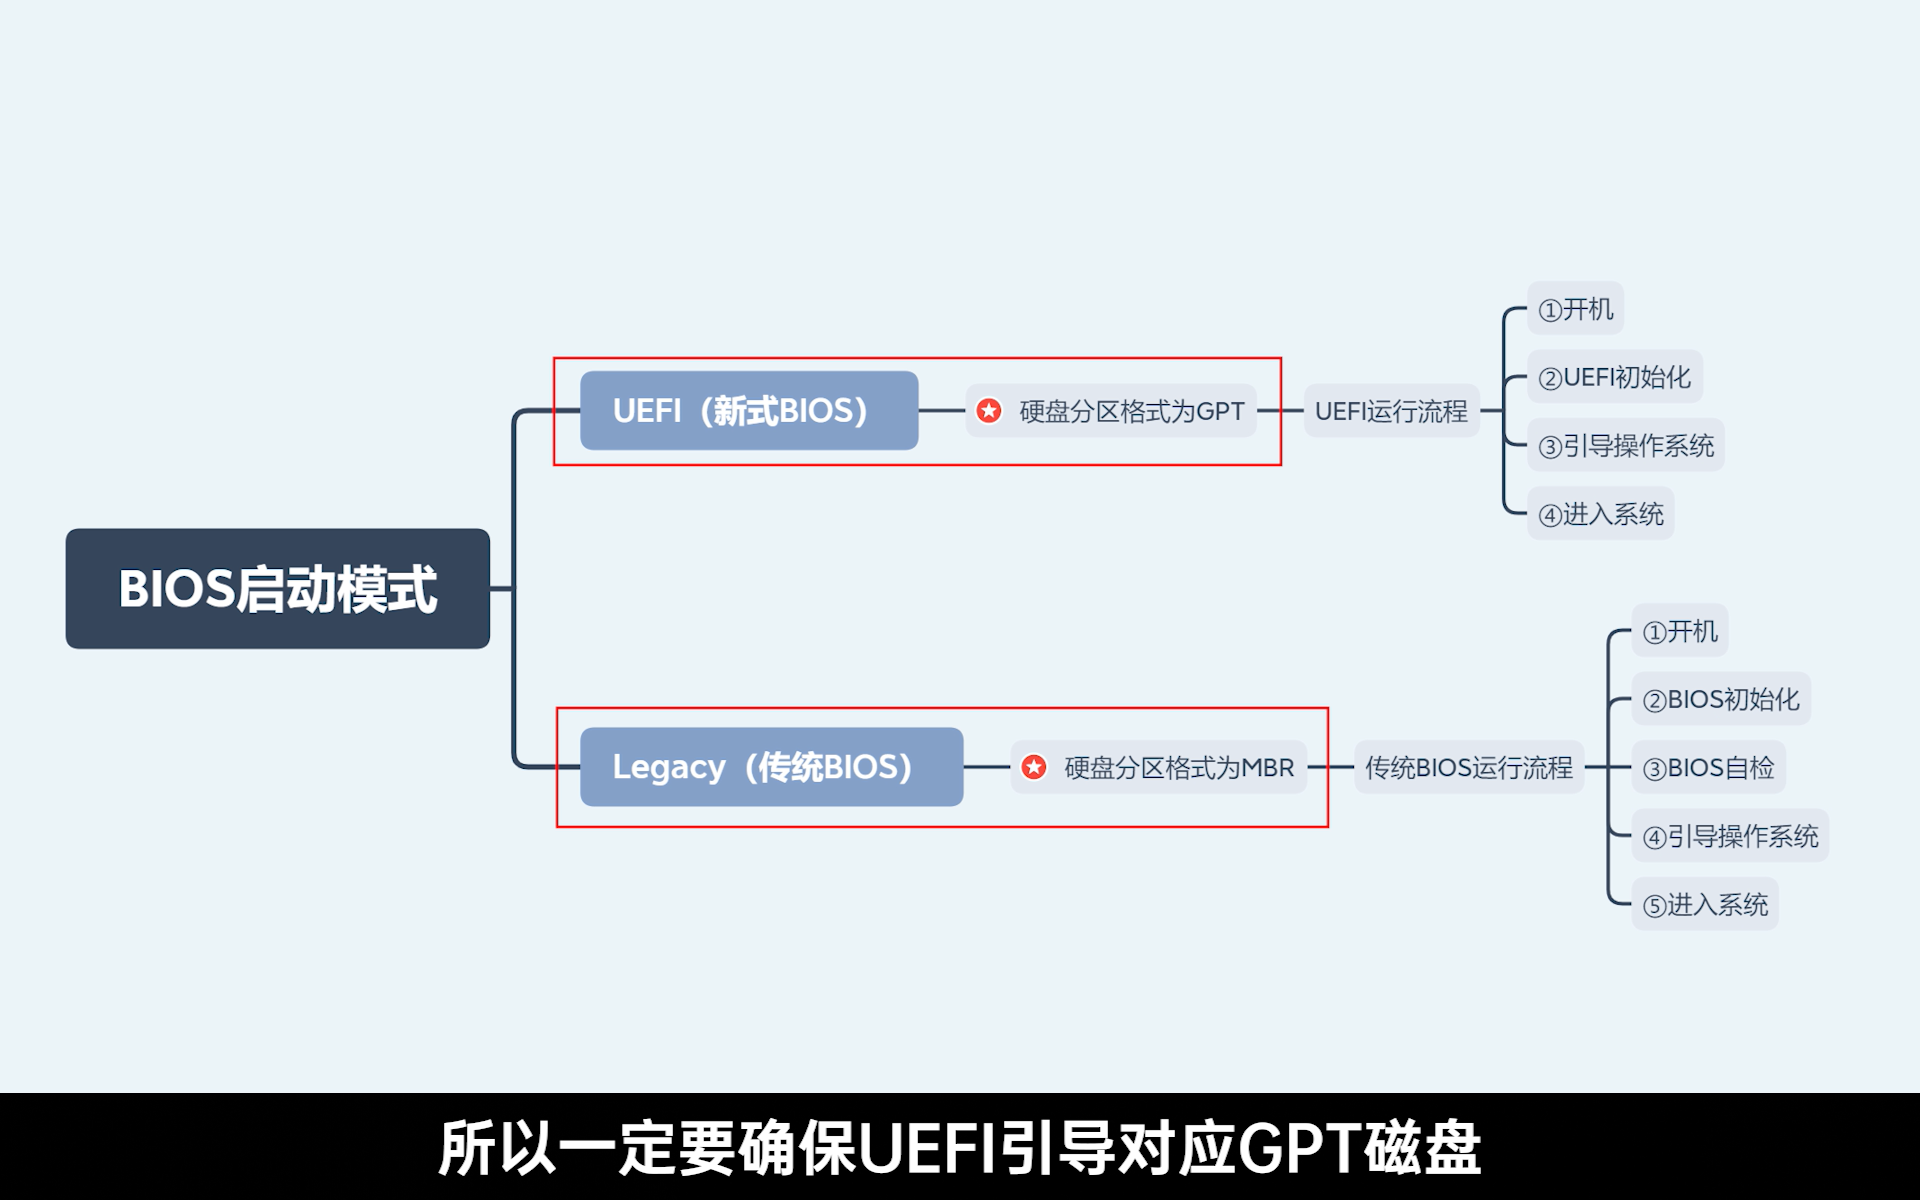 BIOS启动模式
UEFI（新式BIOS）
硬盘分区格式为GPT
UEFI运行流程
①开机
②UEFI初始化
③引导操作系统
④进入系统
Legacy（传统BIOS）
硬盘分区格式为MBR
传统BIOS运行流程
①开机
②BIOS初始化
③BIOS自检
④引导操作系统
⑤进入系统
所以一定要确保UEFI引导对应GPT磁盘